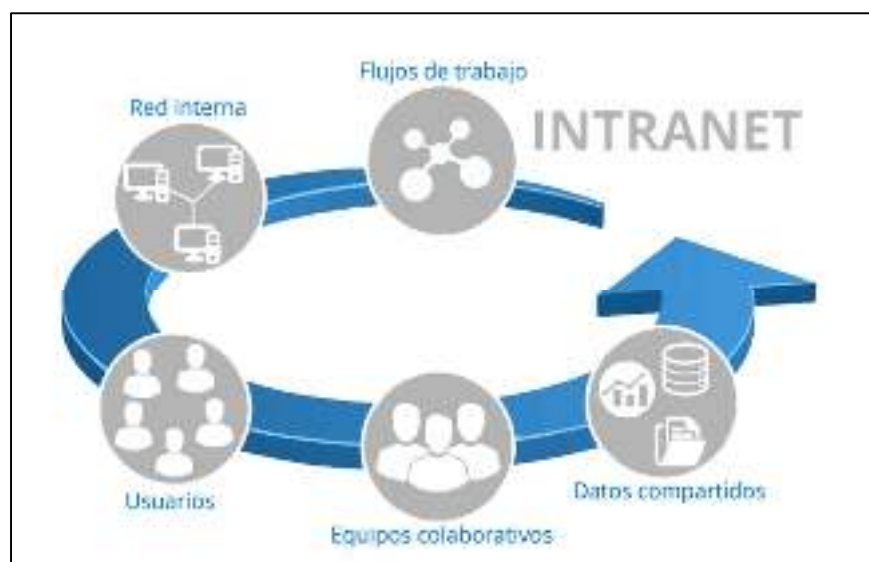 Flujos de trabajo
Red interna
INTRANET
Usuarios
Equipos colaborativos
Datos compartidos